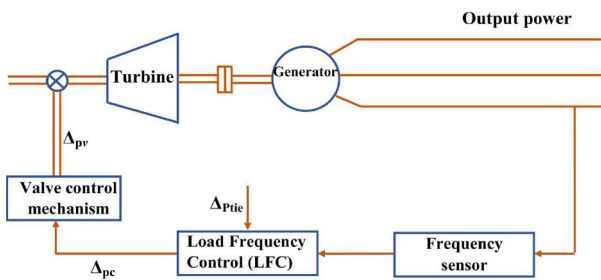 Output power
Turbine
Generator
Δpv
Valve control
mechanism
ΔPtie
Load Frequency
Control (LFC)
Frequency
sensor
Δpc